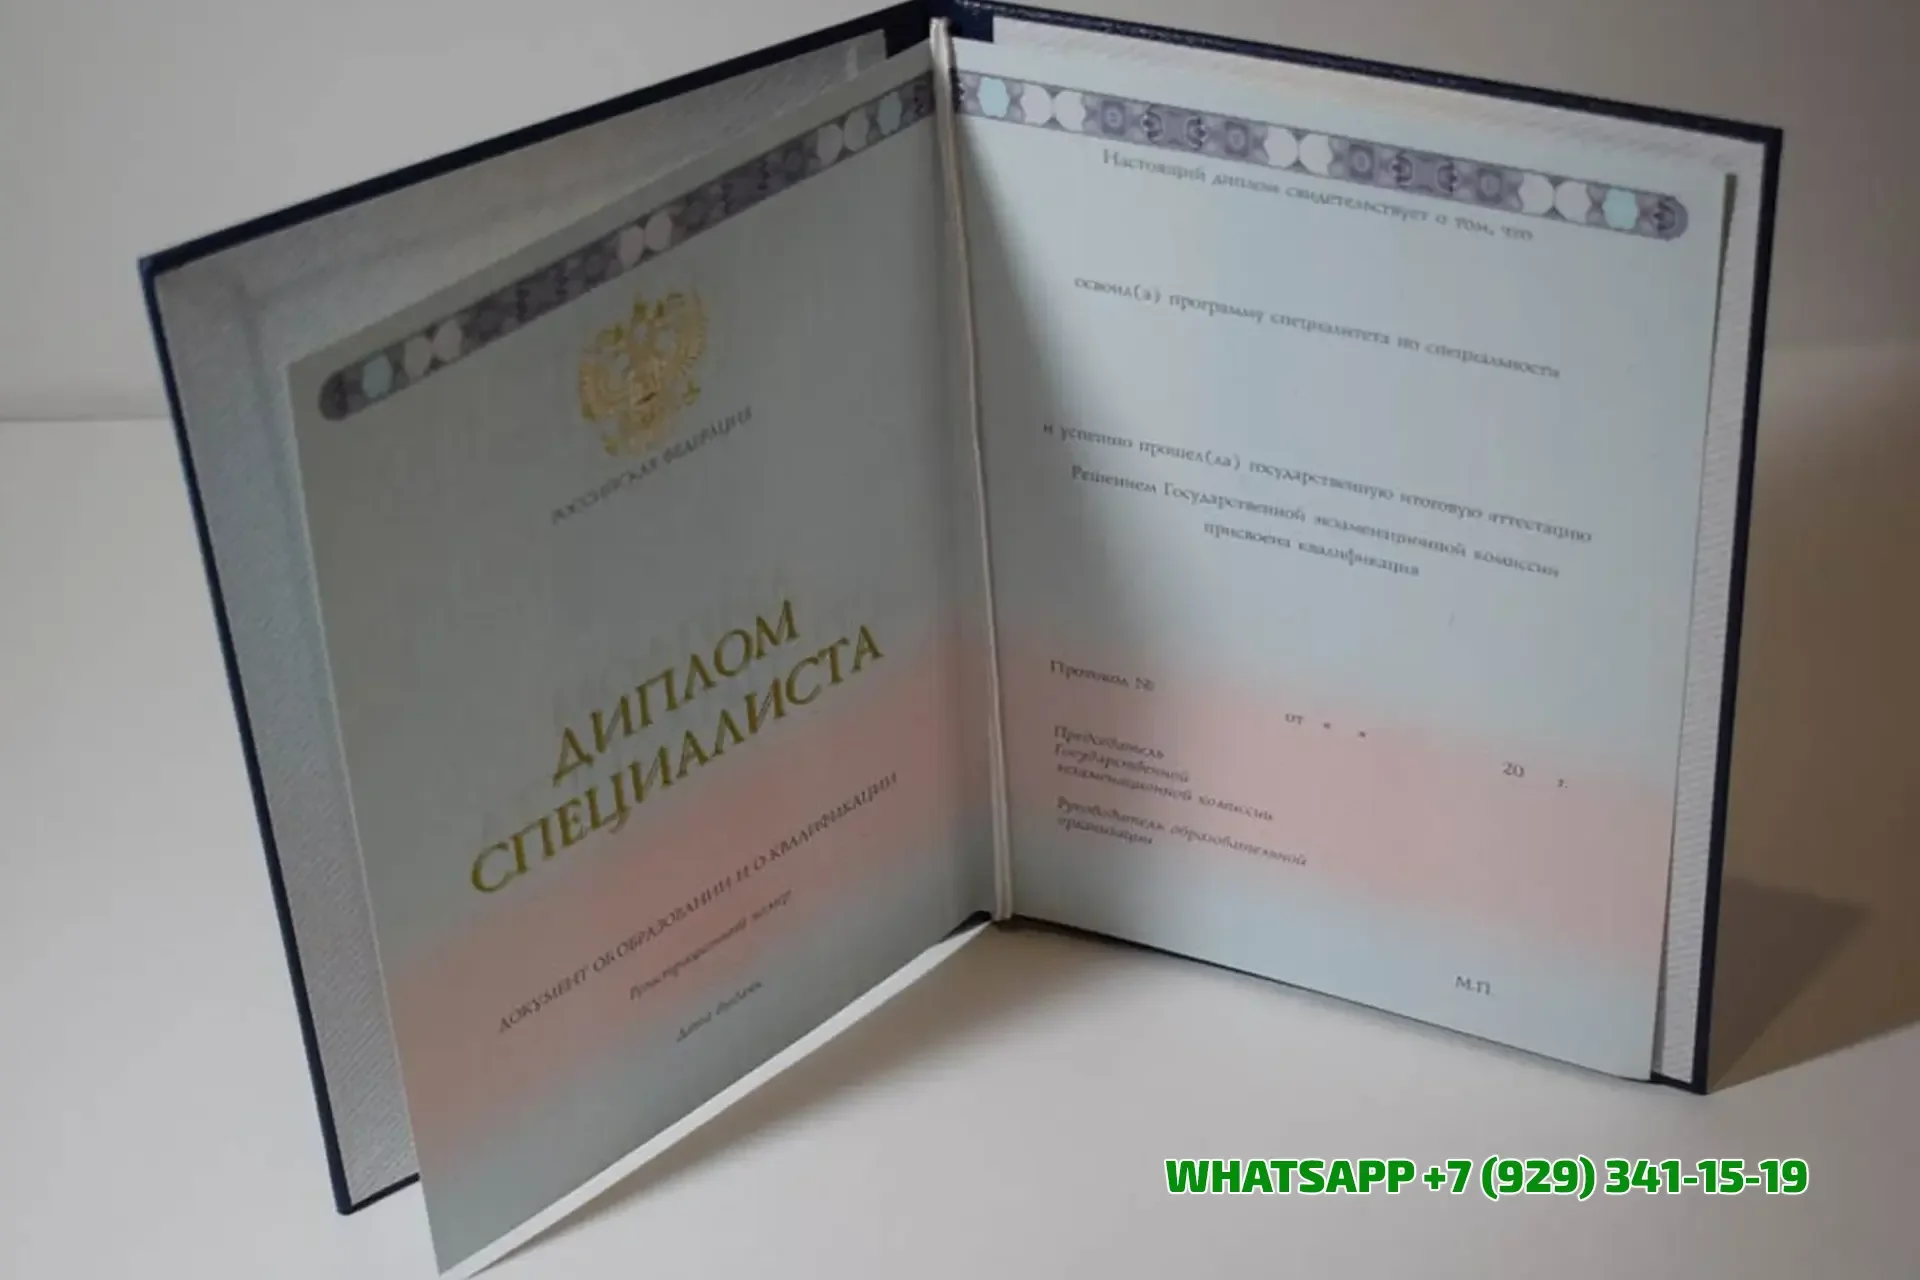 РОССИЙСКАЯ ФЕДЕРАЦИЯ
ДИПЛОМ
СПЕЦИАЛИСТА
ДОКУМЕНТ ОБ ОБРАЗОВАНИИ И О КВАЛИФИКАЦИИ
Регистрационный номер
Дата выдачи
Настоящий диплом свидетельствует о том, что
освоил(а) программу специалитета по специальности
и успешно прошел(ла) государственную итоговую аттестацию
Решением Государственной экзаменационной комиссии
присвоена квалификация
Протокол №
от « »
20 г.
Председатель
Государственной
экзаменационной комиссии
Руководитель образовательной
организации
М.П.
WHATSAPP +7 (929) 341-15-19